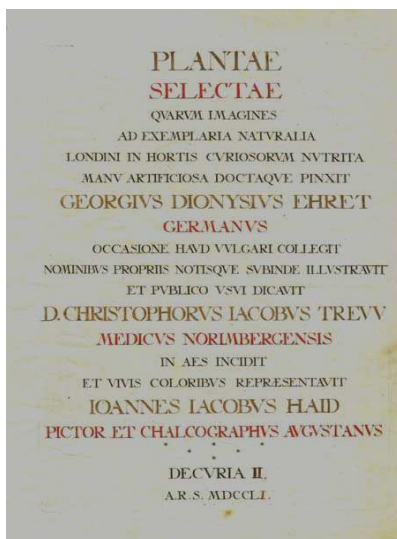 PLANTAE
SELECTAE
QVARVM IMAGINES
AD EXEMPLARIA NATVRALIA
LONDINI IN HORTIS CVRIOSORVM NVTRITA
MANV ARTIFICIOSA DOCTAQVE PINXIT
GEORGIVS DIONYSIVS EHRET
GERMANVS
OCCASIONE HAVD VVLGARI COLLEGIT
NOMINIBVS PROPRIIS NOTISQVE SVBINDE ILLVSTRAVIT
ET PVBLICO VSVI DICAVIT
D. CHRISTOPHORVS IACOBVS TREVV
MEDICVS NORIMBERGENSIS
IN AES INCIDIT
ET VIVIS COLORIBVS REPRÆSENTAVIT
IOANNES IACOBVS HAID
PICTOR ET CHALCOGRAPHVS AVGVSTANVS
* * * * * *
DECVRIA II.
A.R.S. MDCCLI.